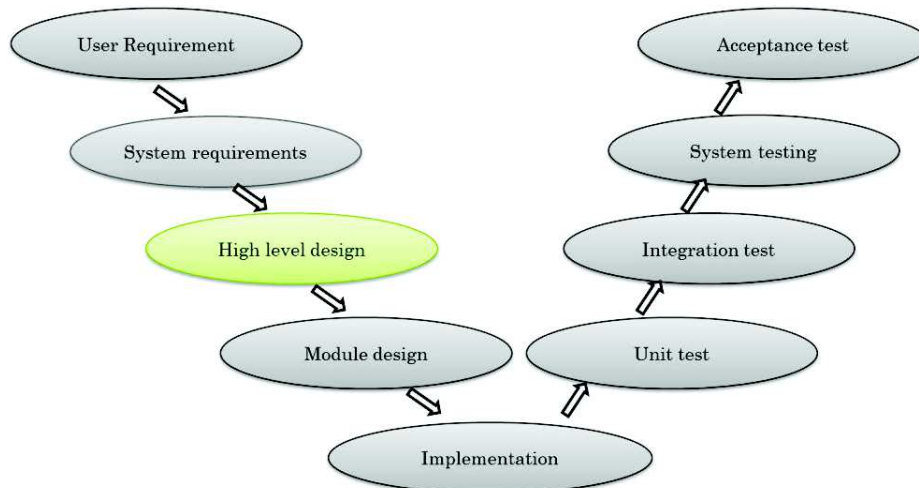 User Requirement
Acceptance test
System requirements
System testing
High level design
Integration test
Module design
Unit test
Implementation